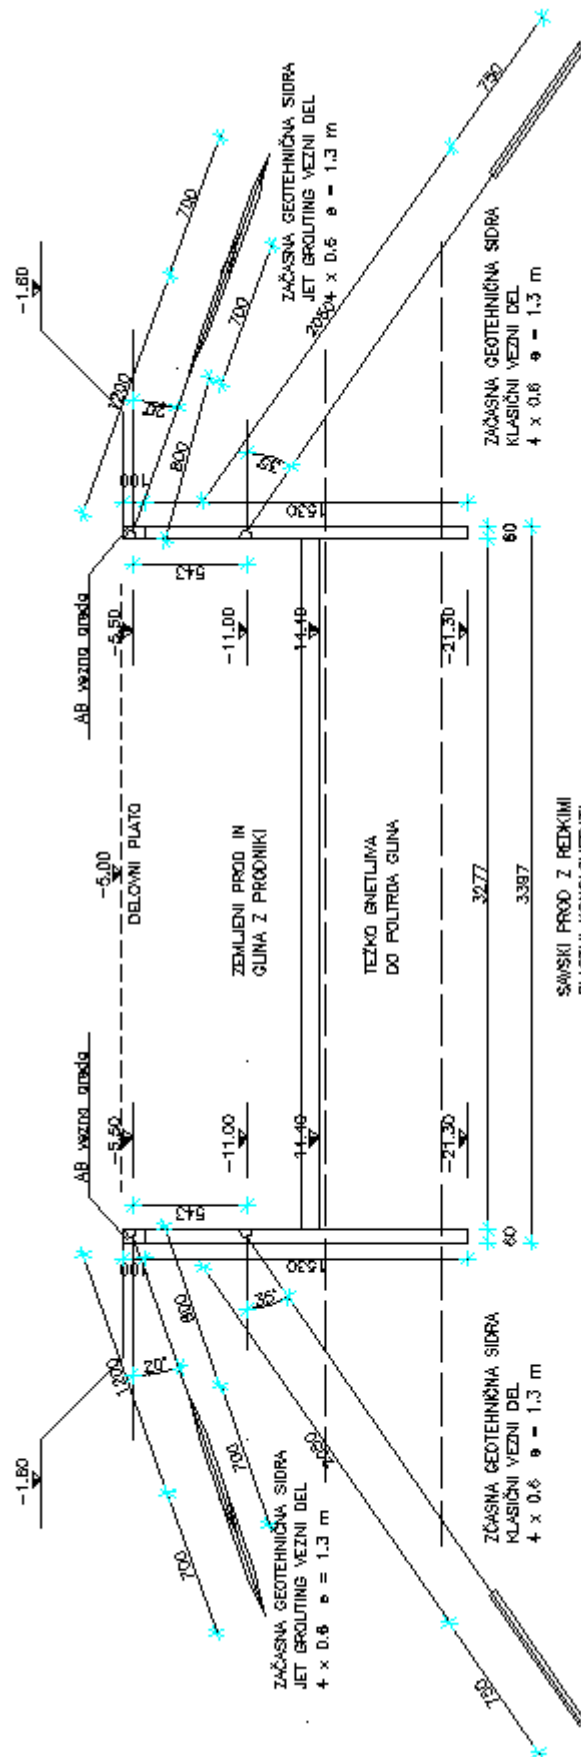 -1.60
-1.60
AB vezna greda
AB vezna greda
1200
700
20°
100
800
700
ZAČASNA GEOTEHNIČNA SIDRA
JET GROUTING VEZNI DEL
4 x 0.6 e = 1.3 m
543
-5.50
-5.00
DELOVNI PLATO
-5.50
543
100
1200
20°
700
800
700
ZAČASNA GEOTEHNIČNA SIDRA
JET GROUTING VEZNI DEL
4 x 0.6 e = 1.3 m
-11.00
ZEMLJENI PROD IN
GLINA Z PRODNIKI
-11.00
35°
2050
750
1530
-14.40
TEŽKO GNETLJIVA
DO POLTRDA GLINA
14.40
1530
2050
750
-21.30
-21.30
60
3277
60
3397
ZČASNA GEOTEHNIČNA SIDRA
KLASIČNI VEZNI DEL
4 x 0.6 e = 1.3 m
ZAČASNA GEOTEHNIČNA SIDRA
KLASIČNI VEZNI DEL
4 x 0.6 e = 1.3 m
SAVSKI PROD Z REDKIMI